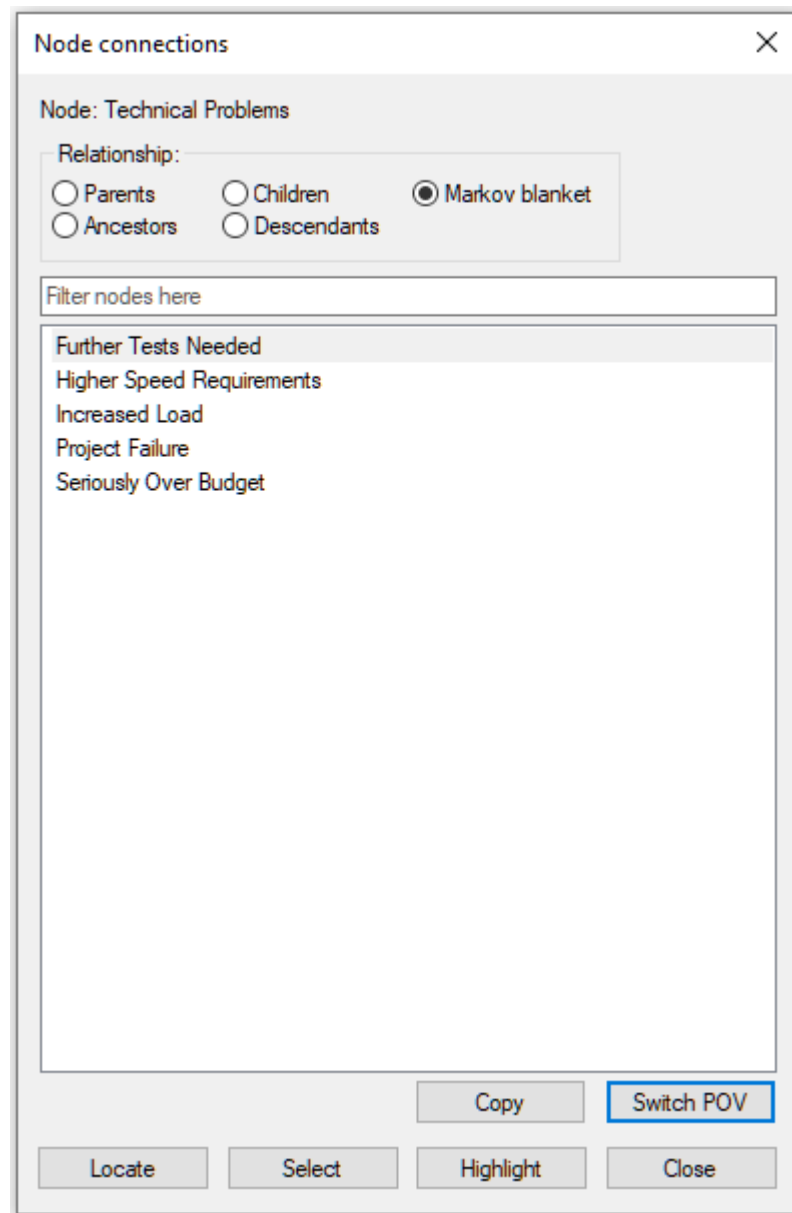 Node connections
Node: Technical Problems
Relationship:
Parents Children Markov blanket
Ancestors Descendants
Filter nodes here
Further Tests Needed
Higher Speed Requirements
Increased Load
Project Failure
Seriously Over Budget
Copy Switch POV
Locate Select Highlight Close